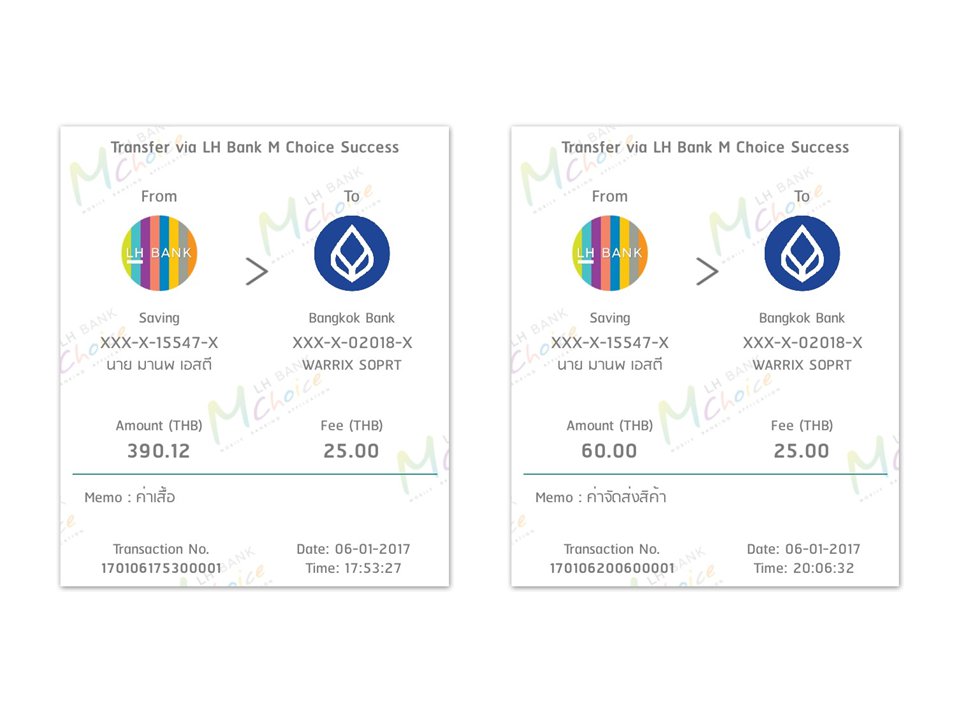 Transfer via LH Bank M Choice Success
From To
LH BANK
Saving Bangkok Bank
XXX-X-15547-X XXX-X-02018-X
นาย มานพ เอสตี WARRIX SOPRT
Amount (THB) Fee (THB)
390.12 25.00
Memo : ค่าเสื้อ
Transaction No. Date: 06-01-2017
170106175300001 Time: 17:53:27
Transfer via LH Bank M Choice Success
From To
LH BANK
Saving Bangkok Bank
XXX-X-15547-X XXX-X-02018-X
นาย มานพ เอสตี WARRIX SOPRT
Amount (THB) Fee (THB)
60.00 25.00
Memo : ค่าจัดส่งสิค้า
Transaction No. Date: 06-01-2017
170106200600001 Time: 20:06:32